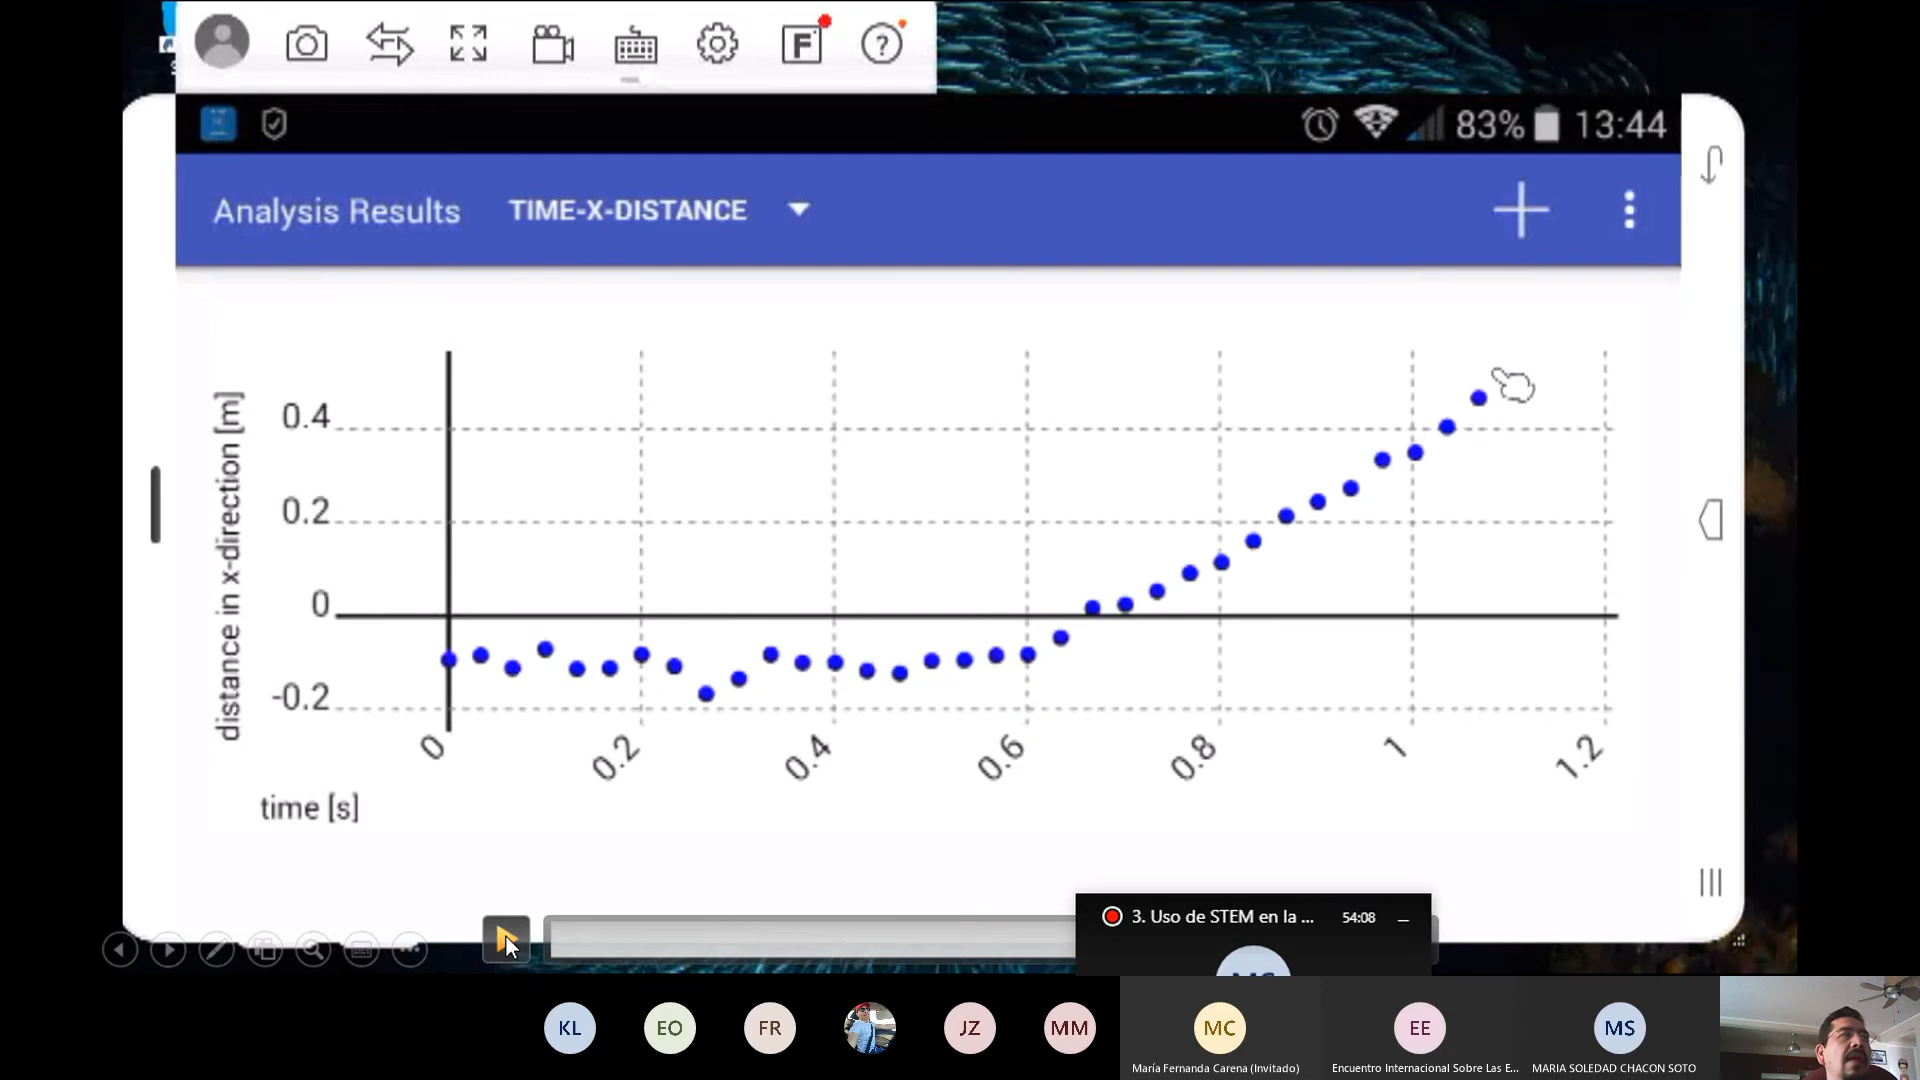 F
?
83% 13:44
Analysis Results TIME-X-DISTANCE
distance in x-direction [m]
0.4
0.2
0
-0.2
0 0.2 0.4 0.6 0.8 1 1.2
time [s]
3. Uso de STEM en la ... 54:08
KL EO FR JZ MM MC EE MS
María Fernanda Carena (Invitado) Encuentro Internacional Sobre Las E... MARIA SOLEDAD CHACON SOTO